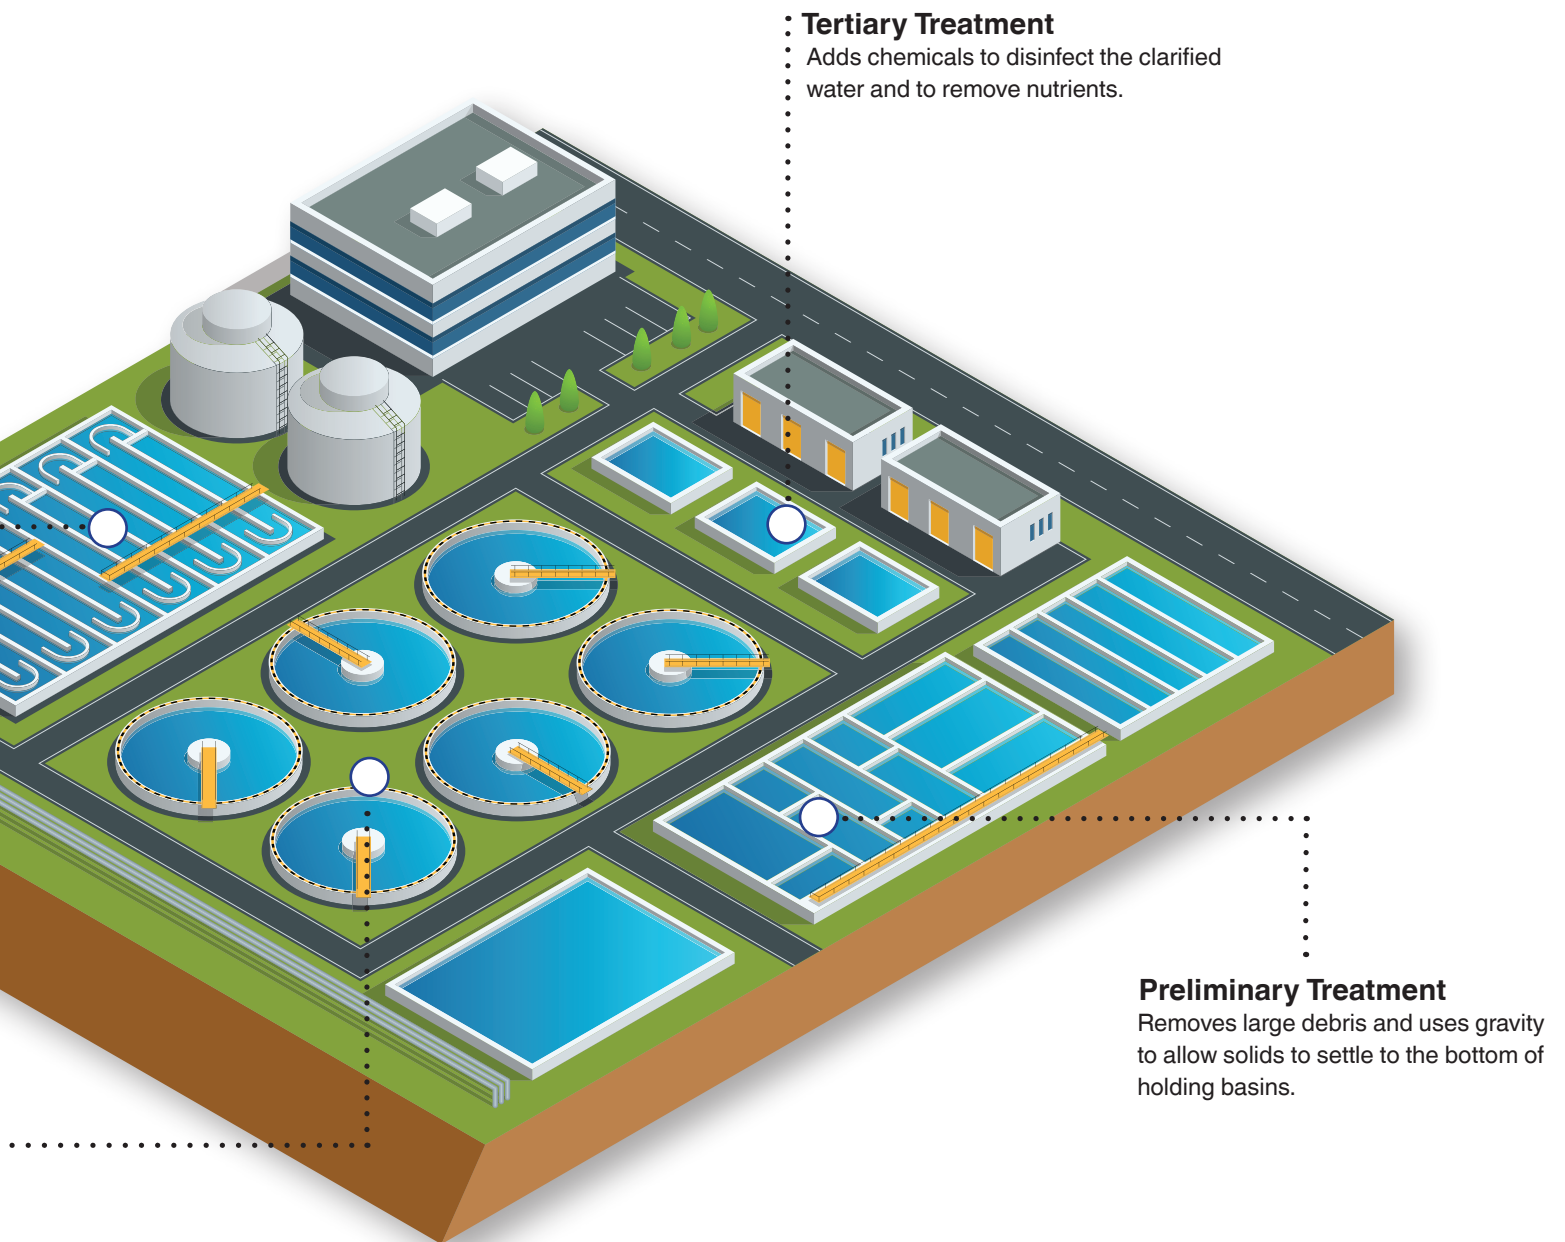 Tertiary Treatment
Adds chemicals to disinfect the clarified
water and to remove nutrients.
Preliminary Treatment
Removes large debris and uses gravity
to allow solids to settle to the bottom of
holding basins.